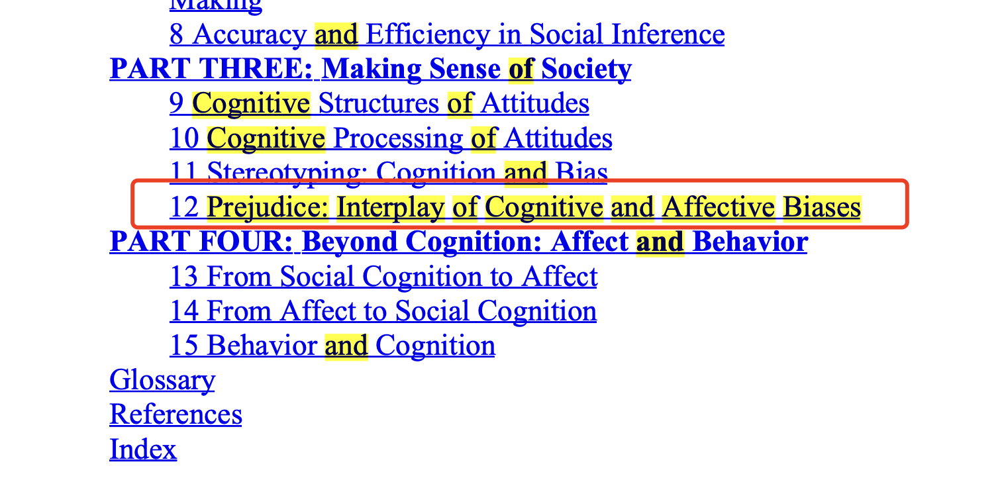 Making
8 Accuracy and Efficiency in Social Inference
PART THREE: Making Sense of Society
9 Cognitive Structures of Attitudes
10 Cognitive Processing of Attitudes
11 Stereotyping: Cognition and Bias
12 Prejudice: Interplay of Cognitive and Affective Biases
PART FOUR: Beyond Cognition: Affect and Behavior
13 From Social Cognition to Affect
14 From Affect to Social Cognition
15 Behavior and Cognition
Glossary
References
Index